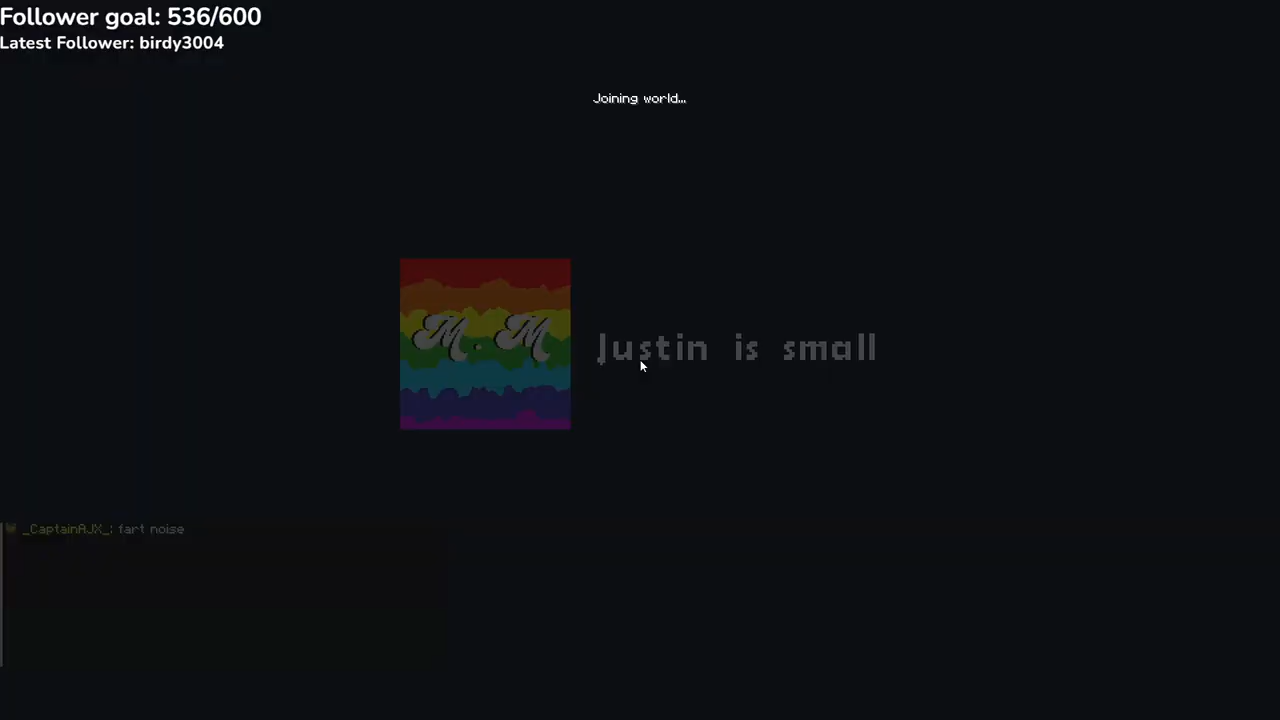 Follower goal: 536/600
Latest Follower: birdy3004
Joining world...
M.M
Justin is small
_CaptainAJX_: fart noise